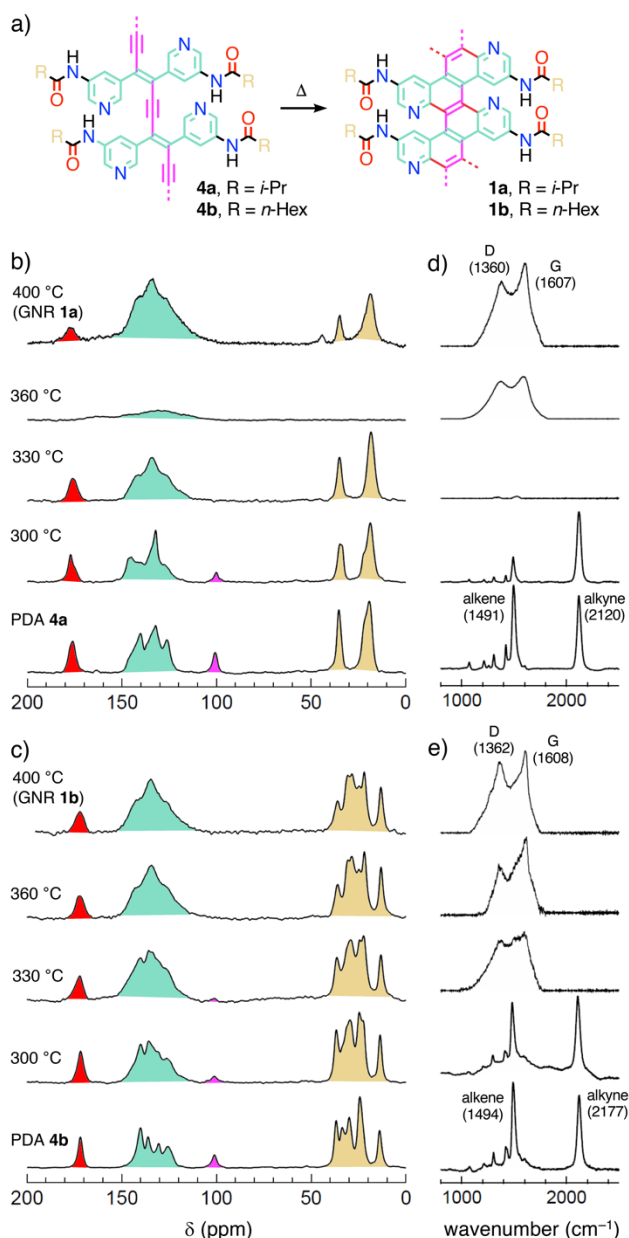 a)
N
N
R
H
N
O
N
H
O
R
N
R
H
N
O
N
H
O
R
N
N
Δ
4a, R = i-Pr
4b, R = n-Hex
N
R
H
N
O
N
H
O
R
N
N
R
H
N
O
N
H
O
R
N
1a, R = i-Pr
1b, R = n-Hex
b)
400 °C
(GNR 1a)
360 °C
330 °C
300 °C
PDA 4a
200 150 100 50 0
d)
D
(1360)
G
(1607)
alkene
(1491)
alkyne
(2120)
1000 2000
c)
400 °C
(GNR 1b)
360 °C
330 °C
300 °C
PDA 4b
200 150 100 50 0
δ (ppm)
e)
D
(1362)
G
(1608)
alkene
(1494)
alkyne
(2177)
1000 2000
wavenumber (cm⁻¹)